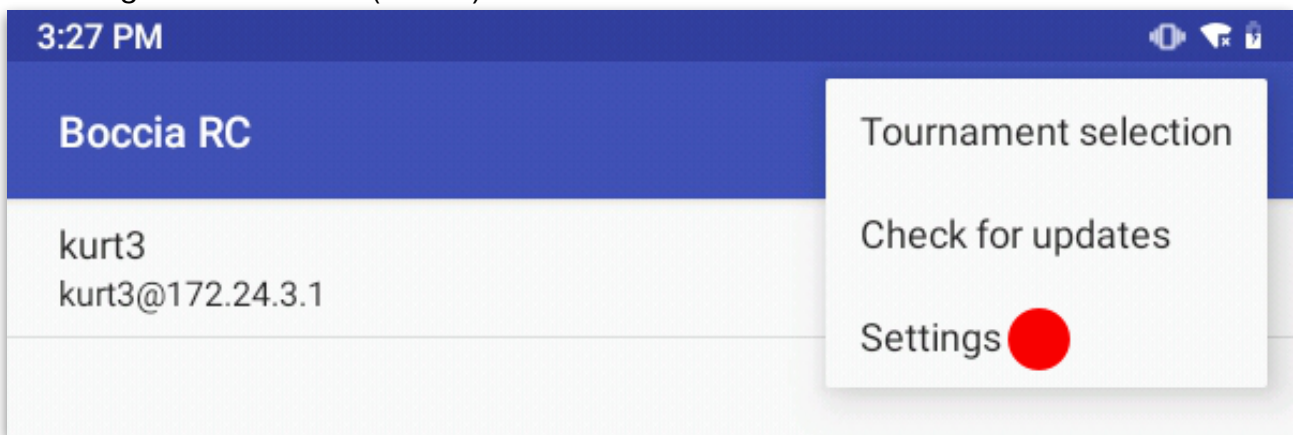 3:27 PM
Boccia RC
Tournament selection
Check for updates
Settings
kurt3
kurt3@172.24.3.1